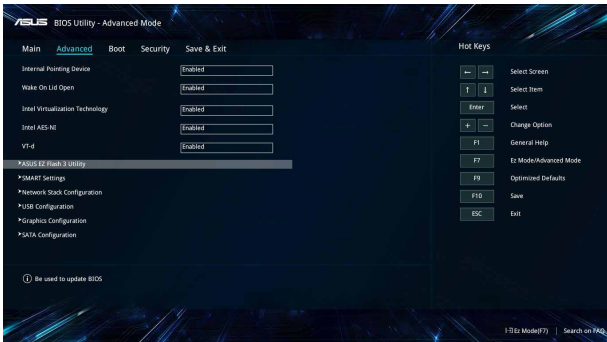 ASUS BIOS Utility - Advanced Mode
Main Advanced Boot Security Save & Exit
Hot Keys
Internal Pointing Device Enabled
Wake On Lid Open Enabled
Intel Virtualization Technology Enabled
Intel AES-NI Enabled
VT-d Enabled
>ASUS EZ Flash 3 Utility
>SMART Settings
>Network Stack Configuration
>USB Configuration
>Graphics Configuration
>SATA Configuration
← → Select Screen
↑ ↓ Select Item
Enter Select
+ − Change Option
F1 General Help
F7 Ez Mode/Advanced Mode
F9 Optimized Defaults
F10 Save
ESC Exit
i Be used to update BIOS
Ez Mode(F7) | Search on FAQ